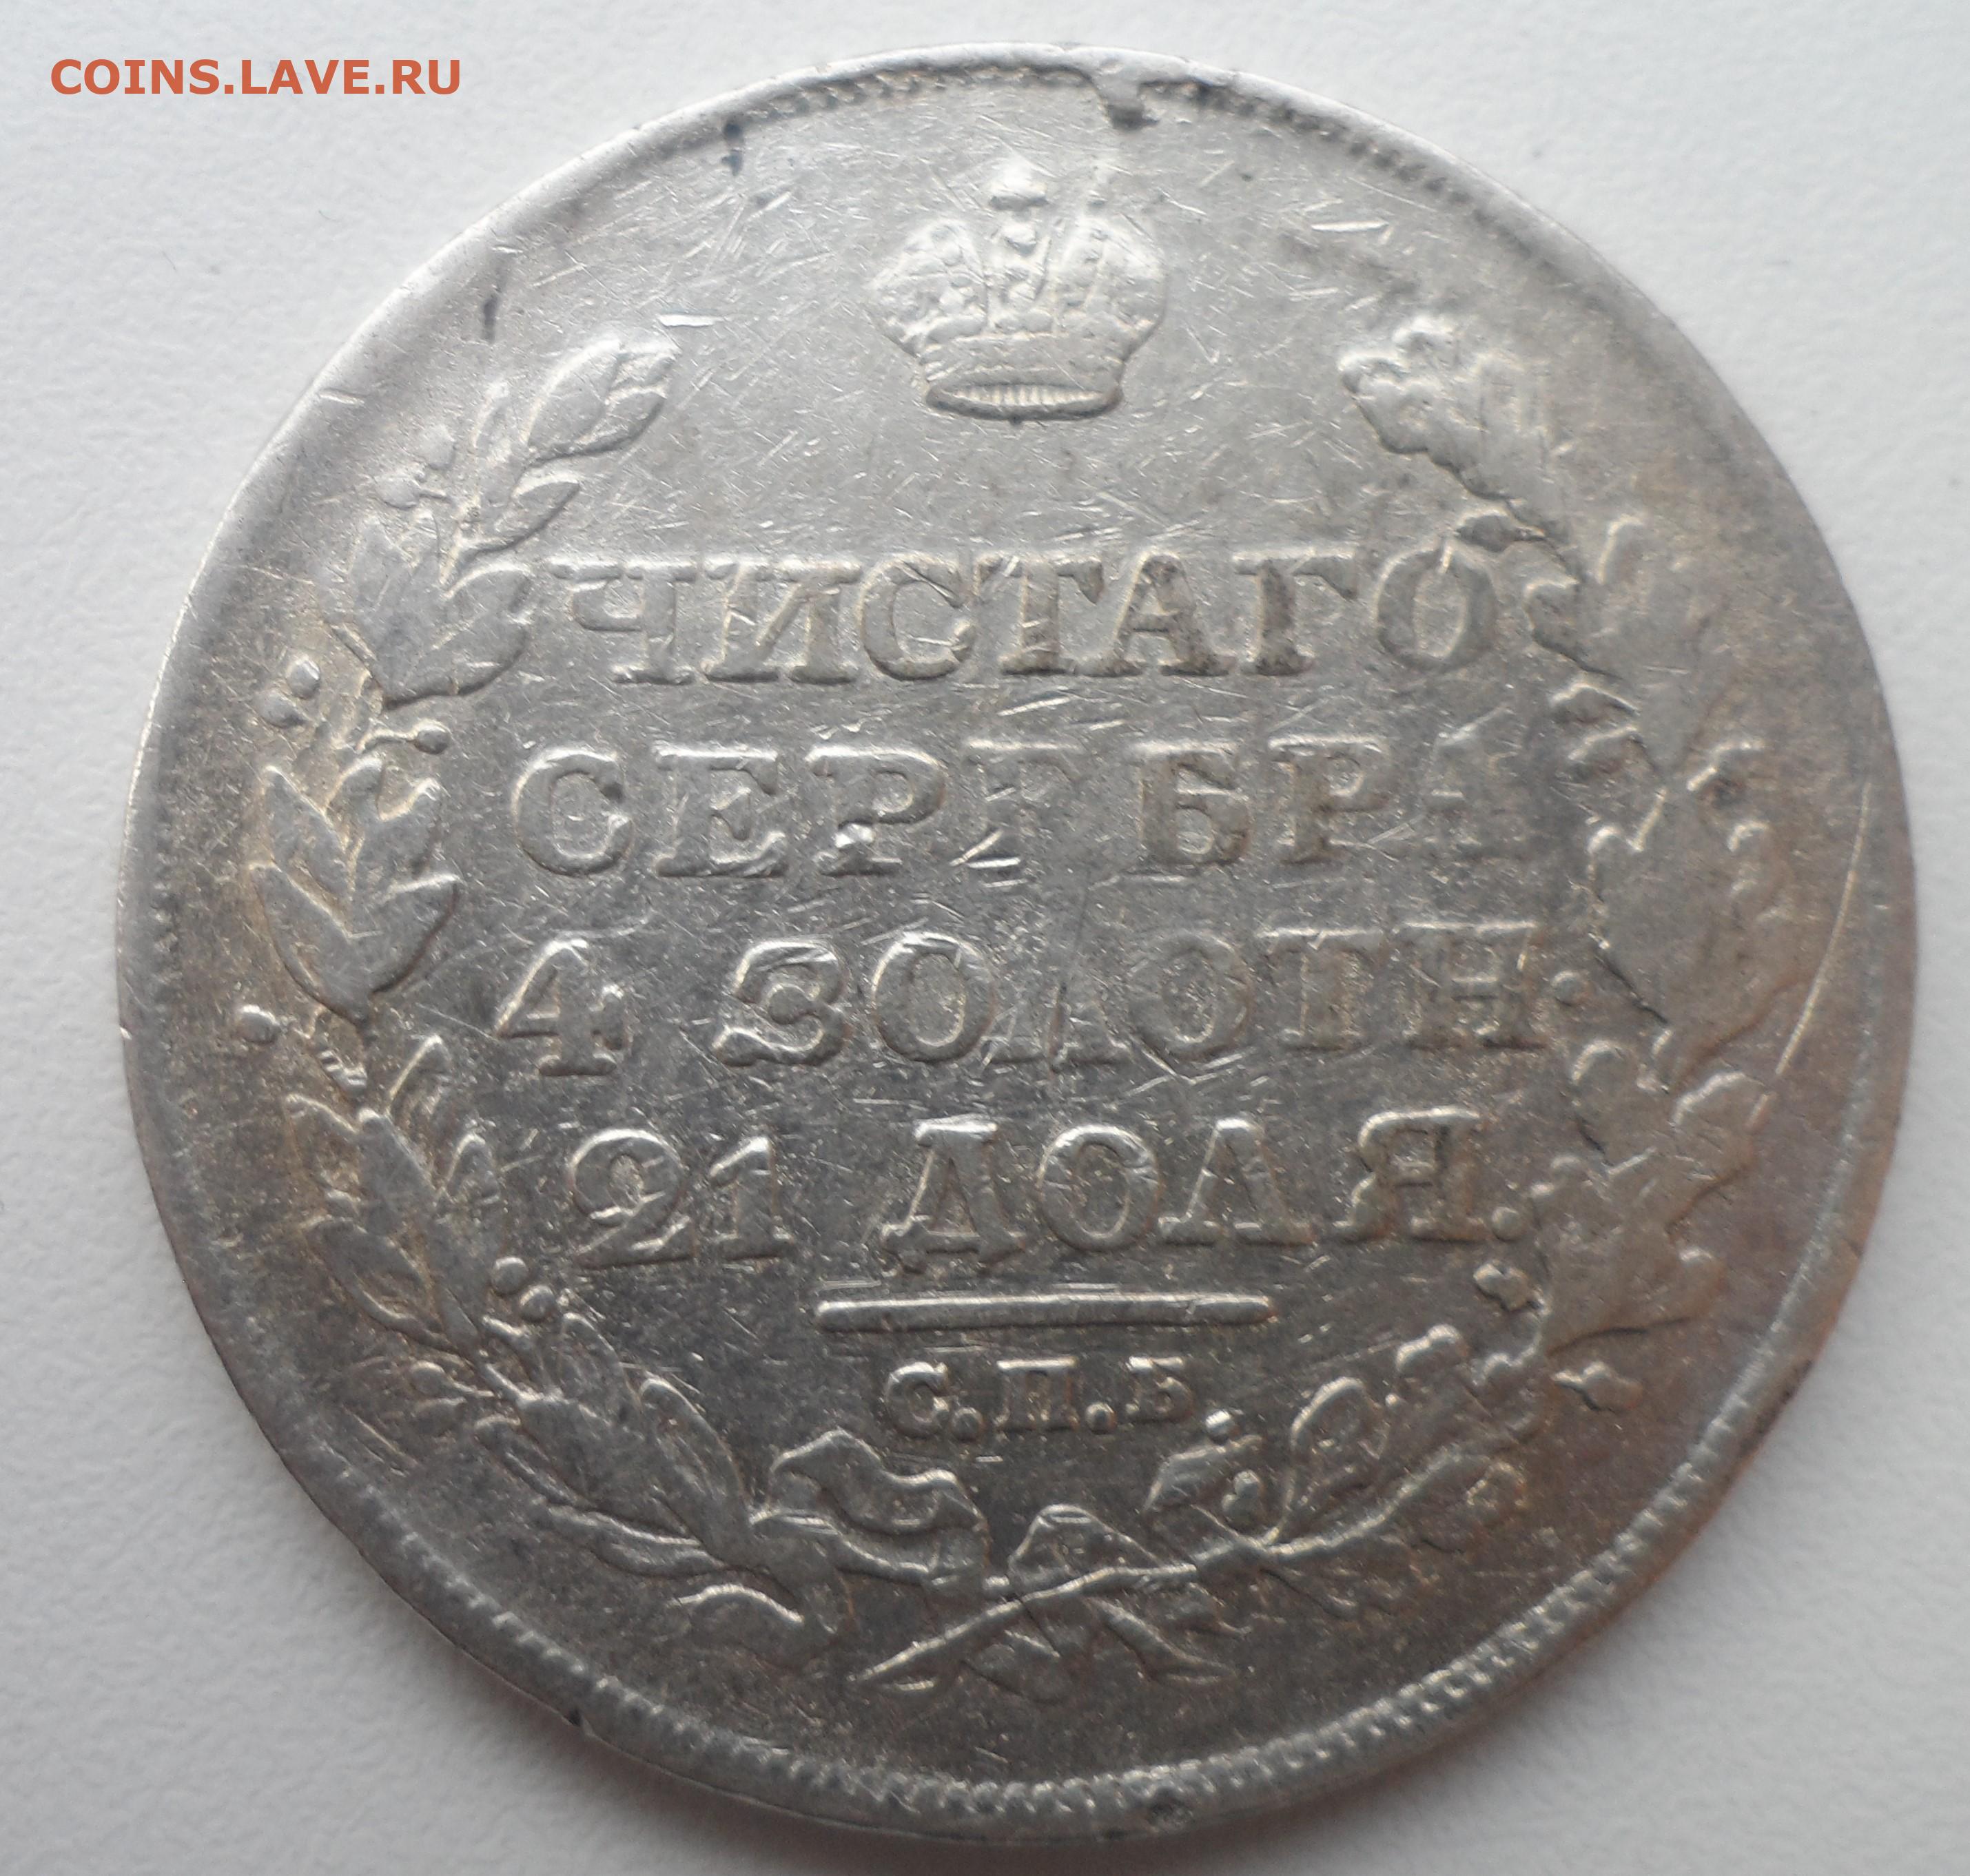 COINS.LAVE.RU
ЧИСТАГО
СЕРЕБРА
4 ЗОЛОТН.
21 ДОЛЯ.
С.П.Б